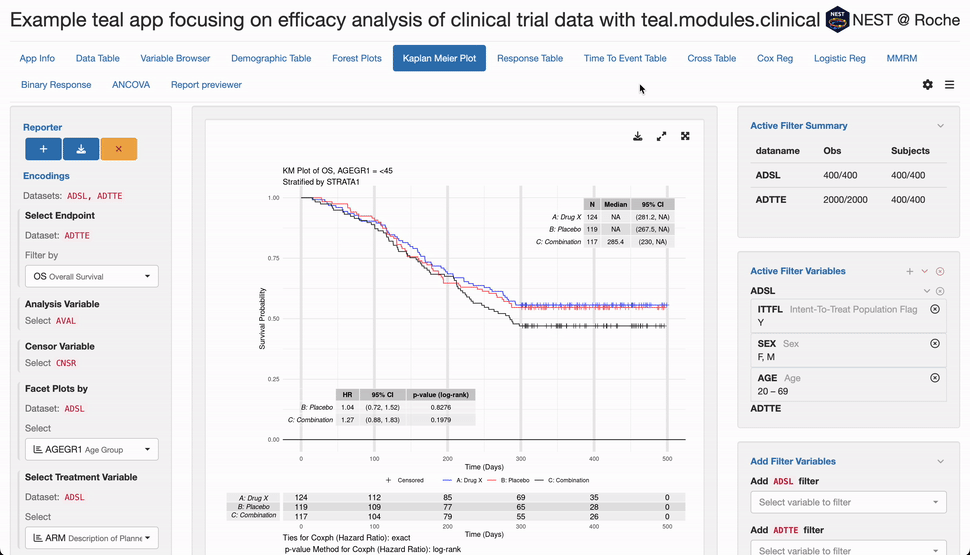 Example teal app focusing on efficacy analysis of clinical trial data with teal.modules.clinical NEST NEST @ Roche
App Info Data Table Variable Browser Demographic Table Forest Plots Kaplan Meier Plot Response Table Time To Event Table Cross Table Cox Reg Logistic Reg MMRM
Binary Response ANCOVA Report previewer
Reporter
Encodings
Datasets: ADSL, ADTTE
Select Endpoint
Dataset: ADTTE
Filter by
OS Overall Survival
Analysis Variable
Select AVAL
Censor Variable
Select CNSR
Facet Plots by
Dataset: ADSL
Select
AGEGR1 Age Group
Select Treatment Variable
Dataset: ADSL
Select
ARM Description of Planne
KM Plot of OS, AGEGR1 = <45
Stratified by STRATA1
N Median 95% CI
A: Drug X 124 NA (281.2, NA)
B: Placebo 119 NA (267.5, NA)
C: Combination 117 285.4 (230, NA)
Survival Probability
1.00
0.75
0.50
0.25
0.00
HR 95% CI p-value (log-rank)
B: Placebo 1.04 (0.72, 1.52) 0.8276
C: Combination 1.27 (0.88, 1.83) 0.1979
0 100 200 300 400 500
Time (Days)
Censored A: Drug X B: Placebo C: Combination
A: Drug X 124 112 85 69 35 0
B: Placebo 119 109 77 65 28 0
C: Combination 117 104 79 55 26 0
0 100 200 300 400 500
Time (Days)
Ties for Coxph (Hazard Ratio): exact
p-value Method for Coxph (Hazard Ratio): log-rank
Active Filter Summary
dataname Obs Subjects
ADSL 400/400 400/400
ADTTE 2000/2000 400/400
Active Filter Variables
ADSL
ITTFL Intent-To-Treat Population Flag
Y
SEX Sex
F, M
AGE Age
20 – 69
ADTTE
Add Filter Variables
Add ADSL filter
Select variable to filter
Add ADTTE filter
Select variable to filter